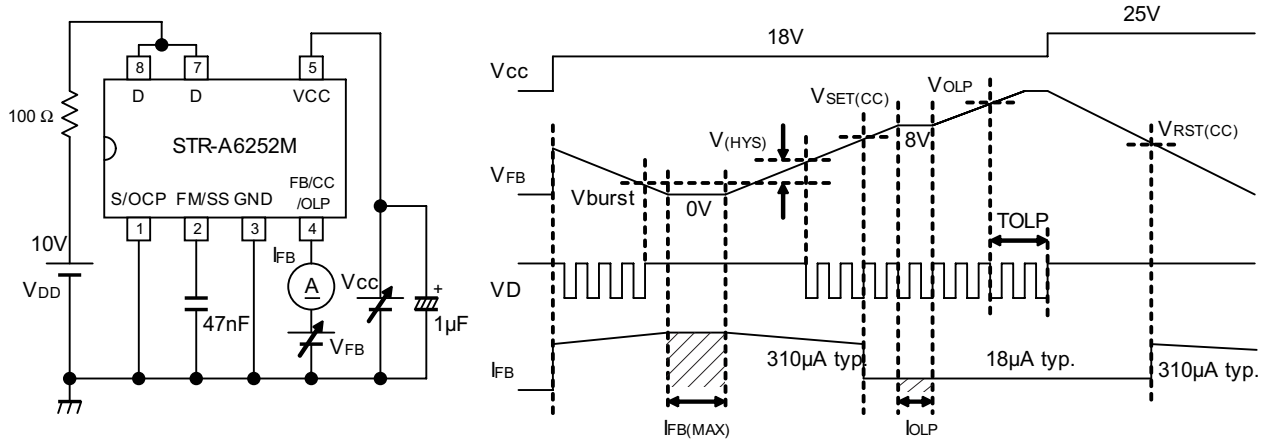 8 7 5
D D VCC
100 Ω
STR-A6252M
S/OCP FM/SS GND FB/CC
/OLP
1 2 3 4
10V
VDD
IFB
A
47nF
VFB
Vcc
+
1µF
25V
18V
Vcc
VOLP
VSET(CC)
V(HYS)
8V
VRST(CC)
VFB
Vburst
0V
TOLP
VD
310µA typ.
18µA typ.
IFB
310µA typ.
IFB(MAX)
IOLP